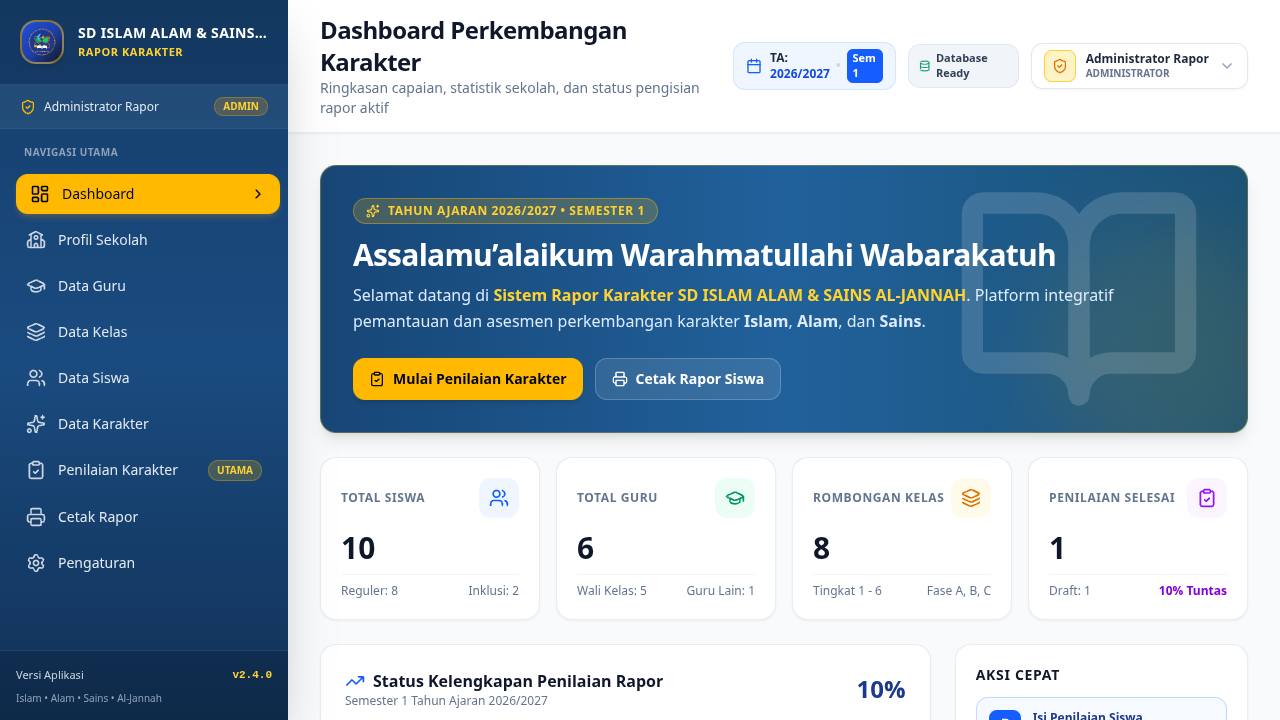 SD ISLAM ALAM & SAINS...
RAPOR KARAKTER
Administrator Rapor
ADMIN
NAVIGASI UTAMA
Dashboard
Profil Sekolah
Data Guru
Data Kelas
Data Siswa
Data Karakter
Penilaian Karakter
UTAMA
Cetak Rapor
Pengaturan
Versi Aplikasi
v2.4.0
Islam • Alam • Sains • Al-Jannah
Dashboard Perkembangan
Karakter
Ringkasan capaian, statistik sekolah, dan status pengisian
rapor aktif
TA:
2026/2027
•
Sem
1
Database
Ready
Administrator Rapor
ADMINISTRATOR
TAHUN AJARAN 2026/2027 • SEMESTER 1
Assalamu’alaikum Warahmatullahi Wabarakatuh
Selamat datang di Sistem Rapor Karakter SD ISLAM ALAM & SAINS AL-JANNAH. Platform integratif
pemantauan dan asesmen perkembangan karakter Islam, Alam, dan Sains.
Mulai Penilaian Karakter
Cetak Rapor Siswa
TOTAL SISWA
10
Reguler: 8
Inklusi: 2
TOTAL GURU
6
Wali Kelas: 5
Guru Lain: 1
ROMBONGAN KELAS
8
Tingkat 1 - 6
Fase A, B, C
PENILAIAN SELESAI
1
Draft: 1
10% Tuntas
Status Kelengkapan Penilaian Rapor
Semester 1 Tahun Ajaran 2026/2027
10%
AKSI CEPAT
Isi Penilaian Siswa